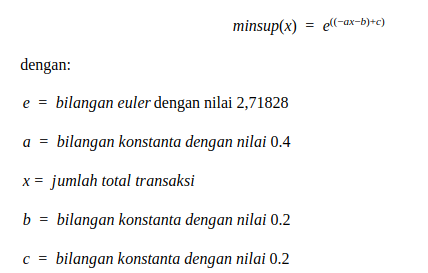 minsup(x) = e^((−ax−b)+c)
dengan:
e = bilangan euler dengan nilai 2,71828
a = bilangan konstanta dengan nilai 0.4
x = jumlah total transaksi
b = bilangan konstanta dengan nilai 0.2
c = bilangan konstanta dengan nilai 0.2